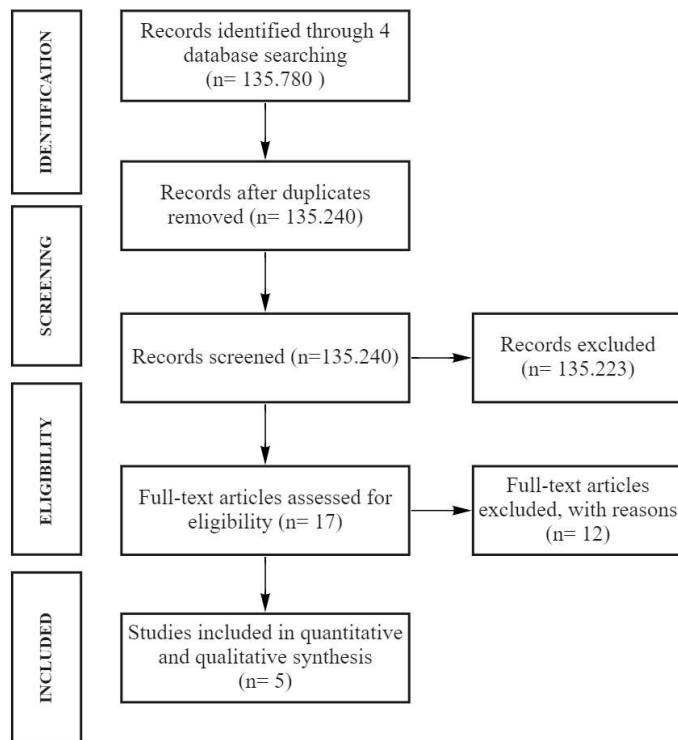 IDENTIFICATION
Records identified through 4
database searching
(n= 135.780 )
Records after duplicates
removed (n= 135.240)
SCREENING
Records screened (n=135.240)
Records excluded
(n= 135.223)
ELIGIBILITY
Full-text articles assessed for
eligibility (n= 17)
Full-text articles
excluded, with reasons
(n= 12)
INCLUDED
Studies included in quantitative
and qualitative synthesis
(n= 5)